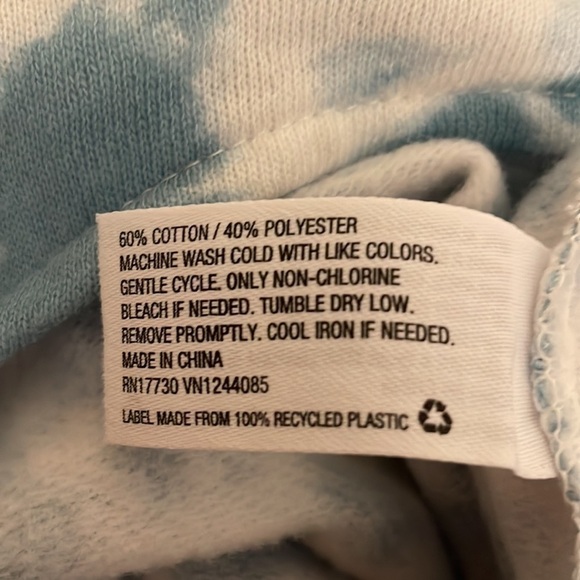 60% COTTON / 40% POLYESTER
MACHINE WASH COLD WITH LIKE COLORS.
GENTLE CYCLE. ONLY NON-CHLORINE
BLEACH IF NEEDED. TUMBLE DRY LOW.
REMOVE PROMPTLY. COOL IRON IF NEEDED.
MADE IN CHINA
RN17730 VN1244085
LABEL MADE FROM 100% RECYCLED PLASTIC